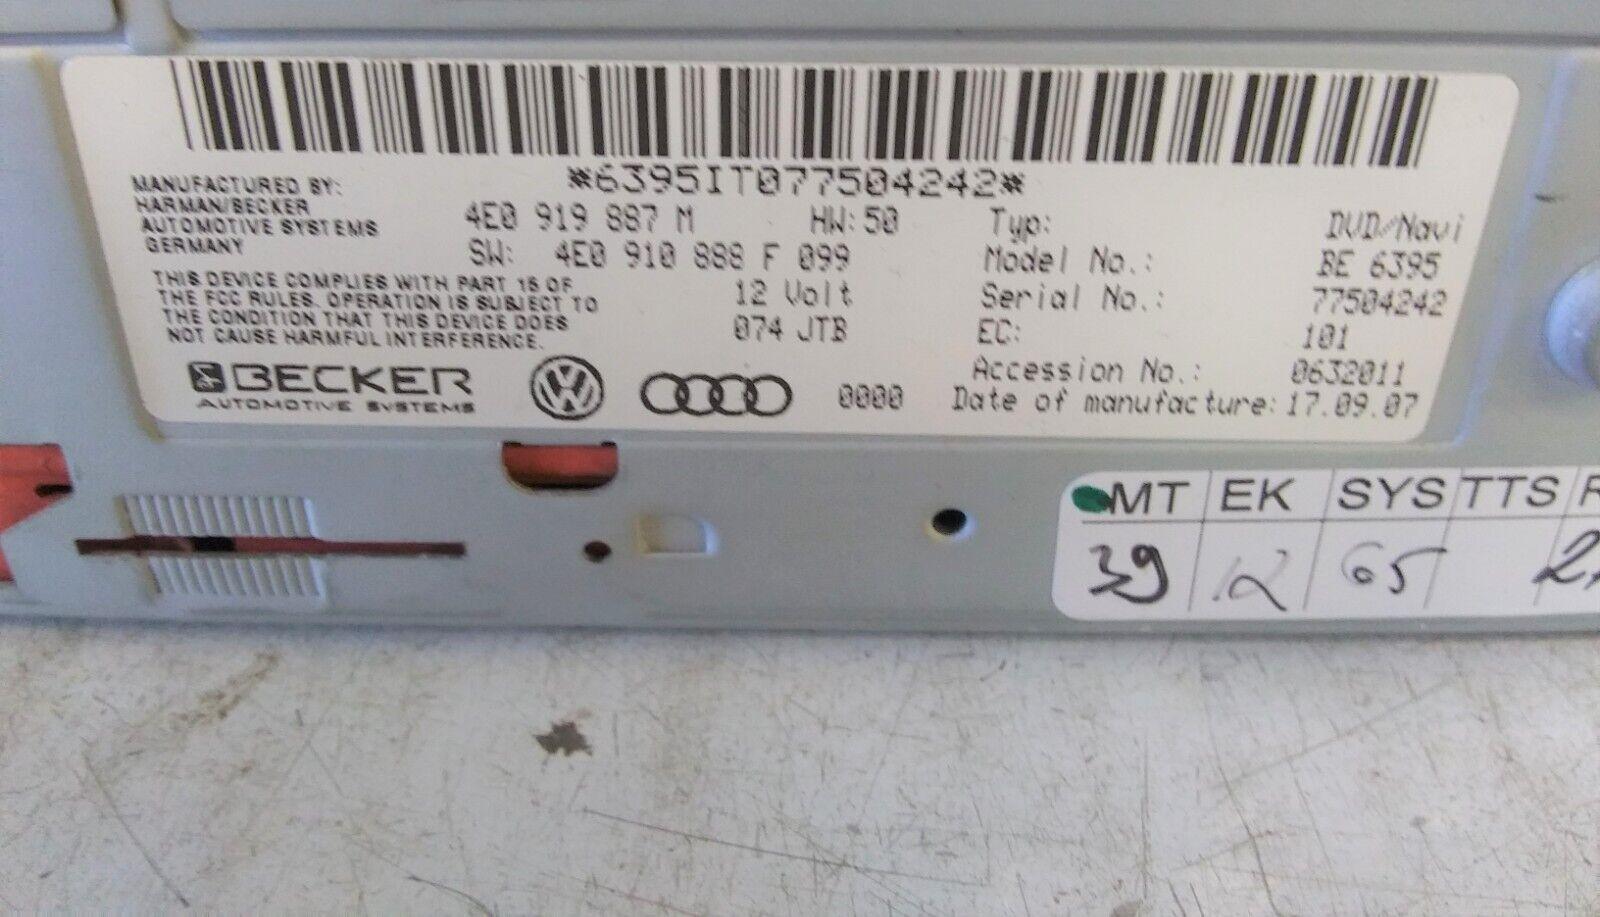 *6395IT077504242*
MANUFACTURED BY:
HARMAN/BECKER
AUTOMOTIVE SYSTEMS
GERMANY
4E0 919 887 M HW:50
SW: 4E0 910 888 F 099
THIS DEVICE COMPLIES WITH PART 15 OF
THE FCC RULES. OPERATION IS SUBJECT TO
THE CONDITION THAT THIS DEVICE DOES
NOT CAUSE HARMFUL INTERFERENCE.
12 Volt
074 JTB
BECKER
AUTOMOTIVE SYSTEMS
0000
Typ: DVD/Navi
Model No.: BE 6395
Serial No.: 77504242
EC: 101
Accession No.: 0632011
Date of manufacture: 17.09.07
MT EK SYS TTS
39 12 65